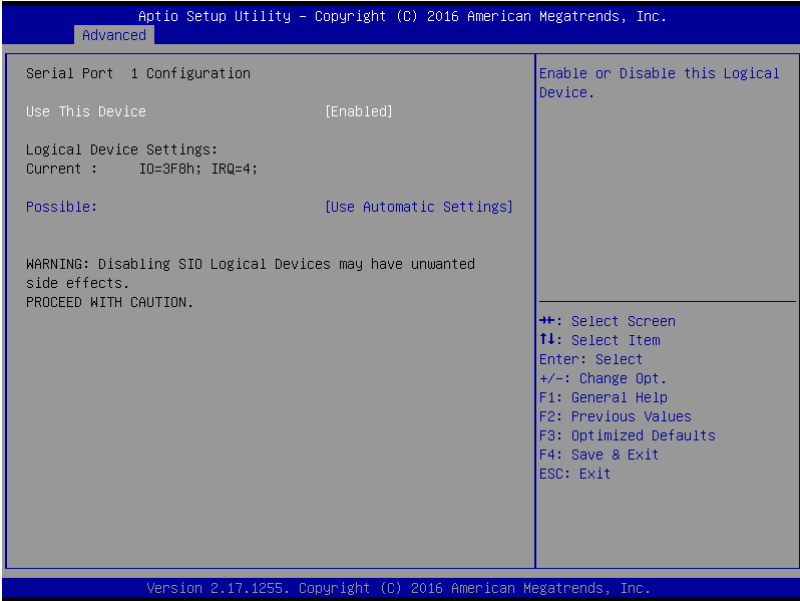 Aptio Setup Utility – Copyright (C) 2016 American Megatrends, Inc.
Advanced
Serial Port  1 Configuration
Use This Device [Enabled]
Logical Device Settings:
Current : IO=3F8h; IRQ=4;
Possible: [Use Automatic Settings]
WARNING: Disabling SIO Logical Devices may have unwanted
side effects.
PROCEED WITH CAUTION.
Enable or Disable this Logical
Device.
→←: Select Screen
↑↓: Select Item
Enter: Select
+/-: Change Opt.
F1: General Help
F2: Previous Values
F3: Optimized Defaults
F4: Save & Exit
ESC: Exit
Version 2.17.1255. Copyright (C) 2016 American Megatrends, Inc.